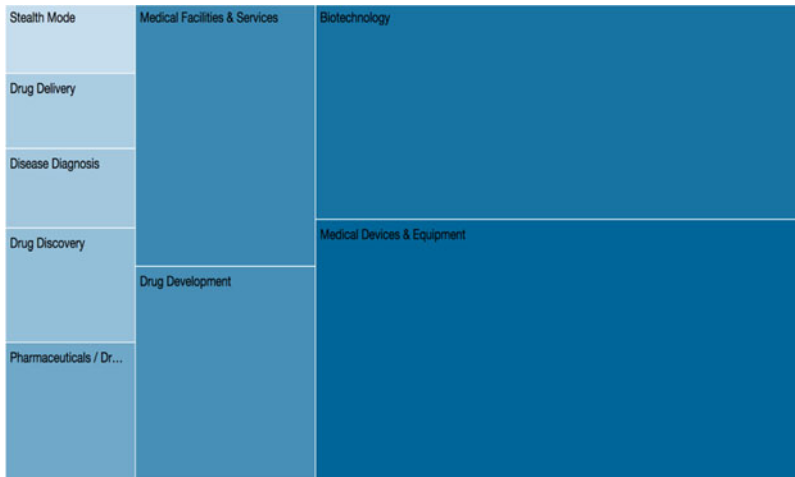 Stealth Mode
Drug Delivery
Disease Diagnosis
Drug Discovery
Pharmaceuticals / Dr...
Medical Facilities & Services
Drug Development
Biotechnology
Medical Devices & Equipment